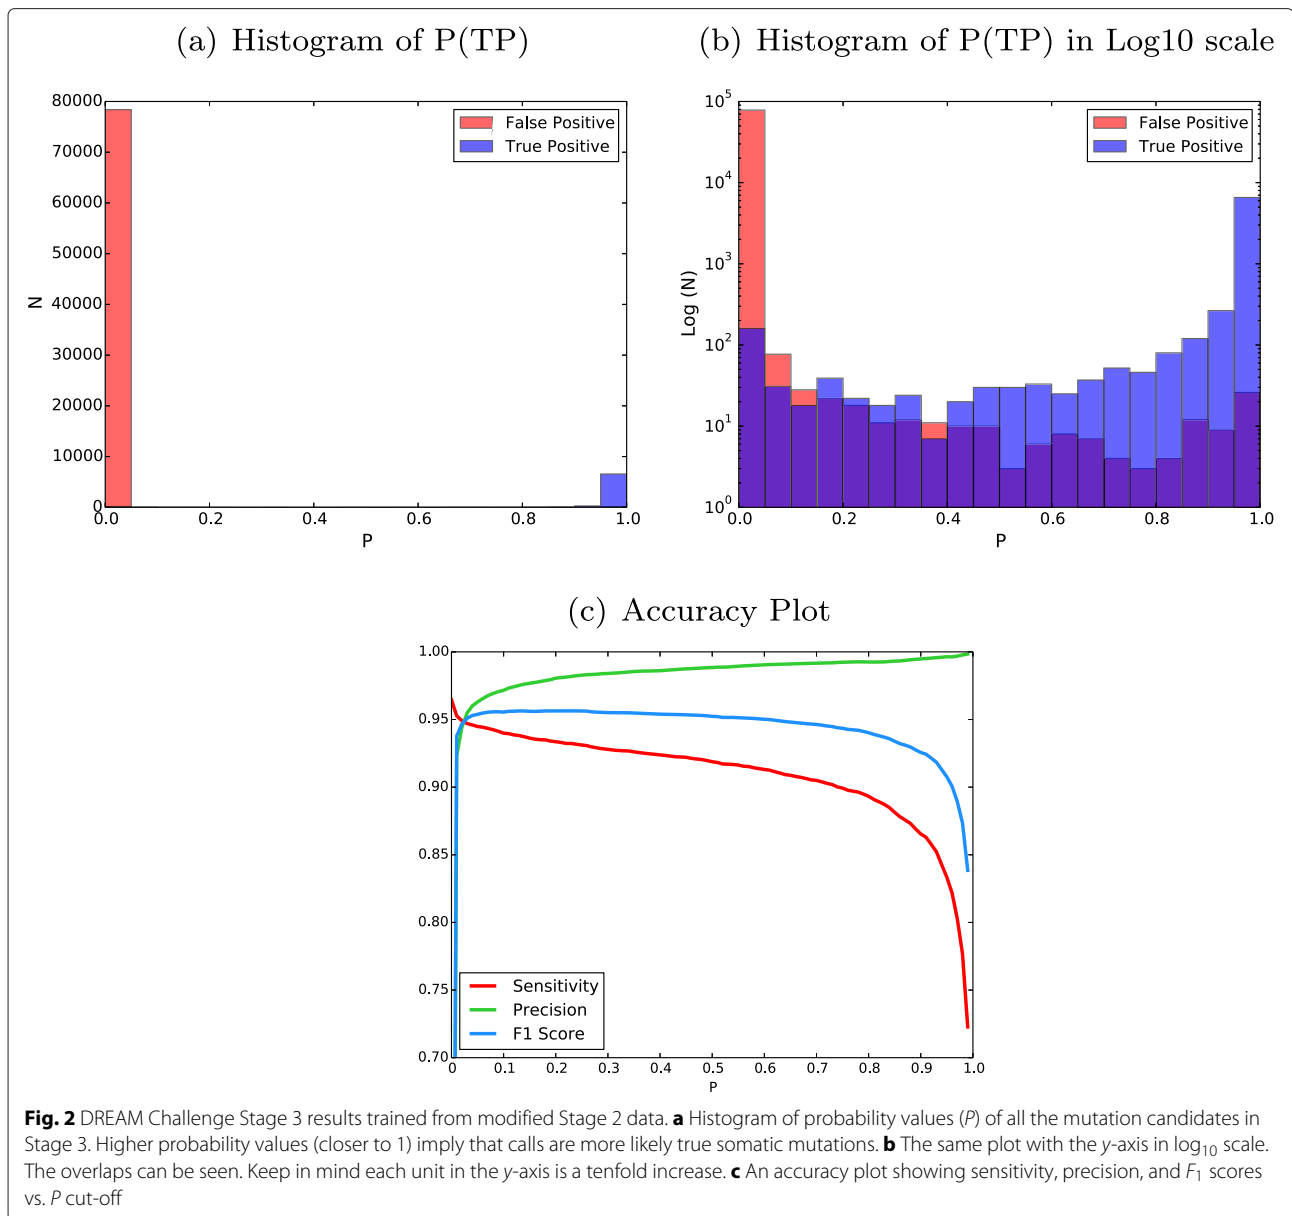 (a) Histogram of P(TP)
80000
70000
60000
50000
40000
30000
20000
10000
0
N
0.0 0.2 0.4 0.6 0.8 1.0
P
False Positive
True Positive
(b) Histogram of P(TP) in Log10 scale
10^5
10^4
10^3
10^2
10^1
10^0
Log (N)
0.0 0.2 0.4 0.6 0.8 1.0
P
False Positive
True Positive
(c) Accuracy Plot
1.00
0.95
0.90
0.85
0.80
0.75
0.70
0 0.1 0.2 0.3 0.4 0.5 0.6 0.7 0.8 0.9 1.0
P
Sensitivity
Precision
F1 Score
Fig. 2 DREAM Challenge Stage 3 results trained from modified Stage 2 data. a Histogram of probability values (P) of all the mutation candidates in
Stage 3. Higher probability values (closer to 1) imply that calls are more likely true somatic mutations. b The same plot with the y-axis in log10 scale.
The overlaps can be seen. Keep in mind each unit in the y-axis is a tenfold increase. c An accuracy plot showing sensitivity, precision, and F1 scores
vs. P cut-off